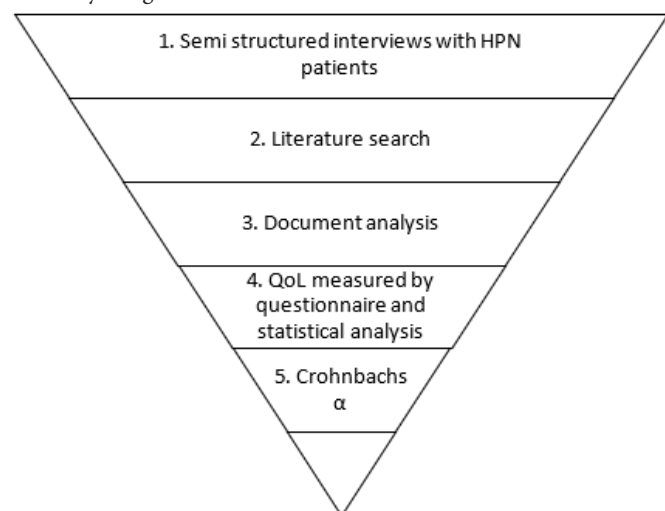 1. Semi structured interviews with HPN
patients
2. Literature search
3. Document analysis
4. QoL measured by
questionnaire and
statistical analysis
5. Crohnbachs
α